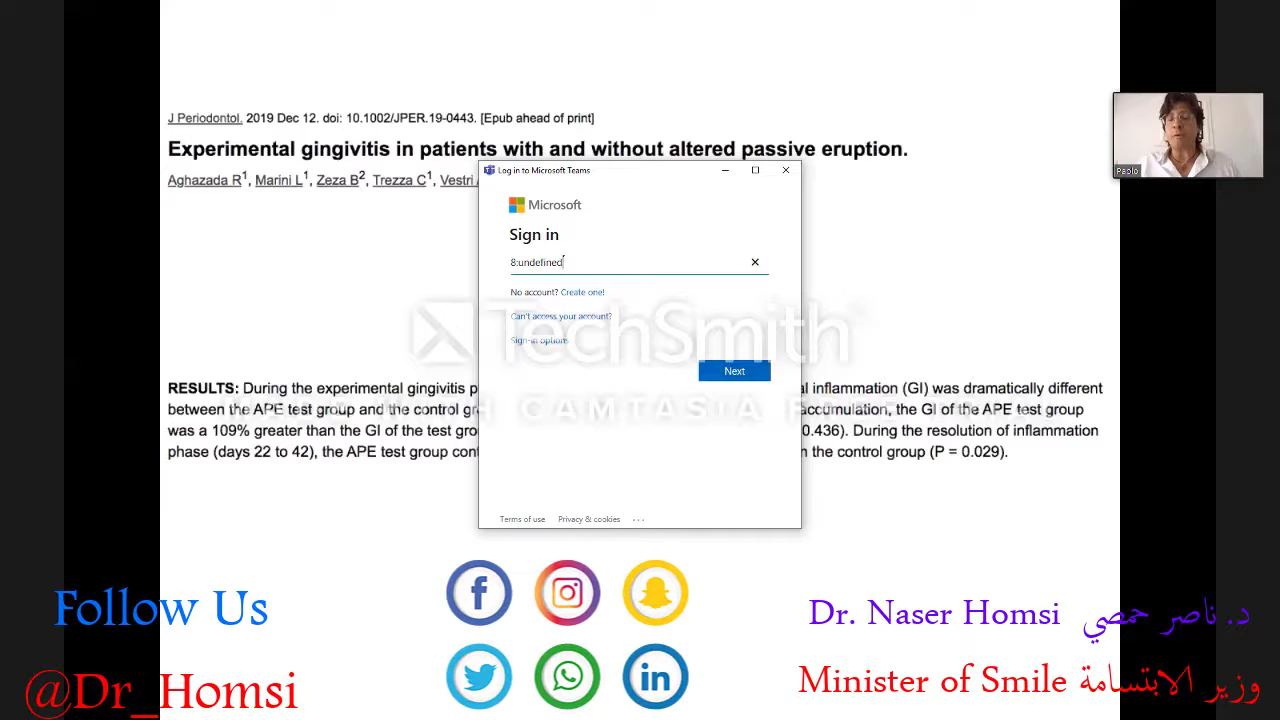 J Periodontol. 2019 Dec 12. doi: 10.1002/JPER.19-0443. [Epub ahead of print]
Experimental gingivitis in patients with and without altered passive eruption.
Aghazada R1, Marini L1, Zeza B2, Trezza C1, Vestri
Log in to Microsoft Teams
Microsoft
Sign in
8:undefined
No account? Create one!
Can't access your account?
Sign-in options
Next
Terms of use Privacy & cookies ...
Paolo
TechSmith
MADE WITH CAMTASIA FREE TRIAL
RESULTS: During the experimental gingivitis inflammation (GI) was dramatically different
between the APE test group and the control accumulation, the GI of the APE test group
was a 109% greater than the GI of the test 0.436). During the resolution of inflammation
phase (days 22 to 42), the APE test group the control group (P = 0.029).
Follow Us
@Dr_Homsi
Dr. Naser Homsi د. ناصر حمصي
Minister of Smile وزير الابتسامة